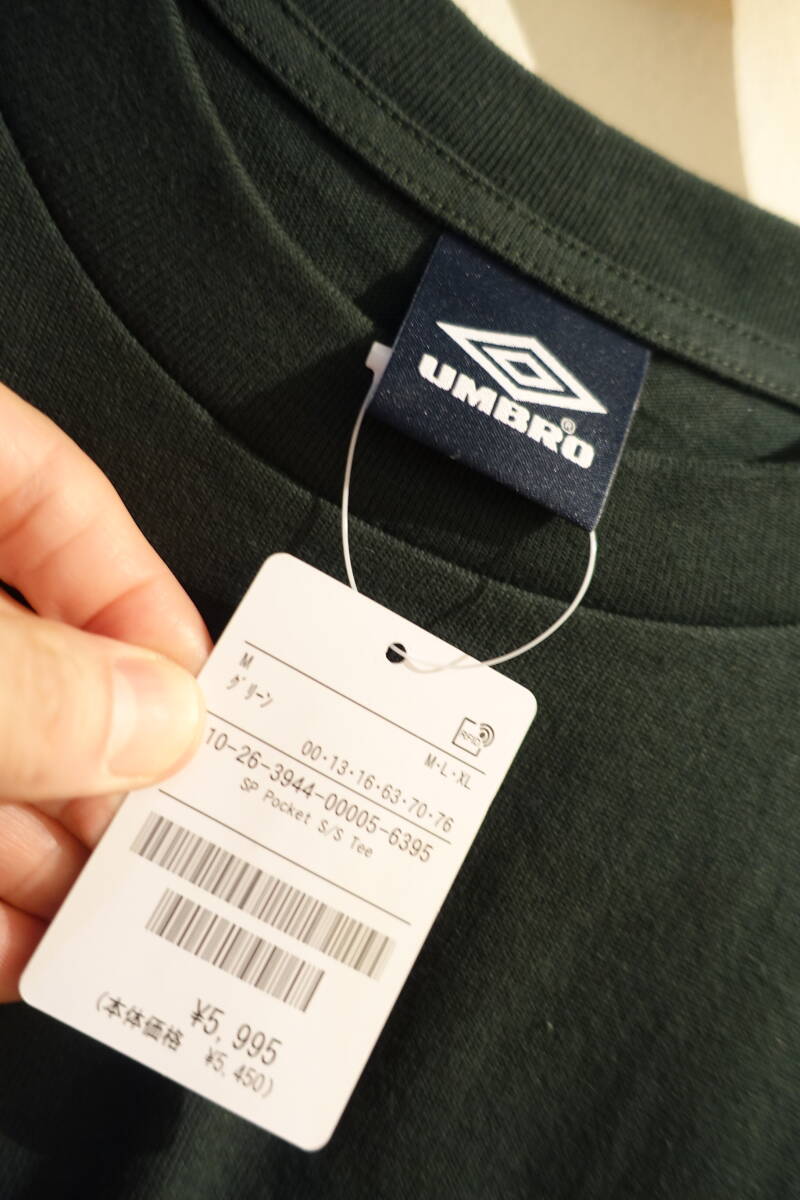 UMBRO®
M
グリーン
RFID
M・L・XL
00・13・16・63・70・76
10-26-3944-00005-6395
SP Pocket S/S Tee
¥5,995
(本体価格 ¥5,450)